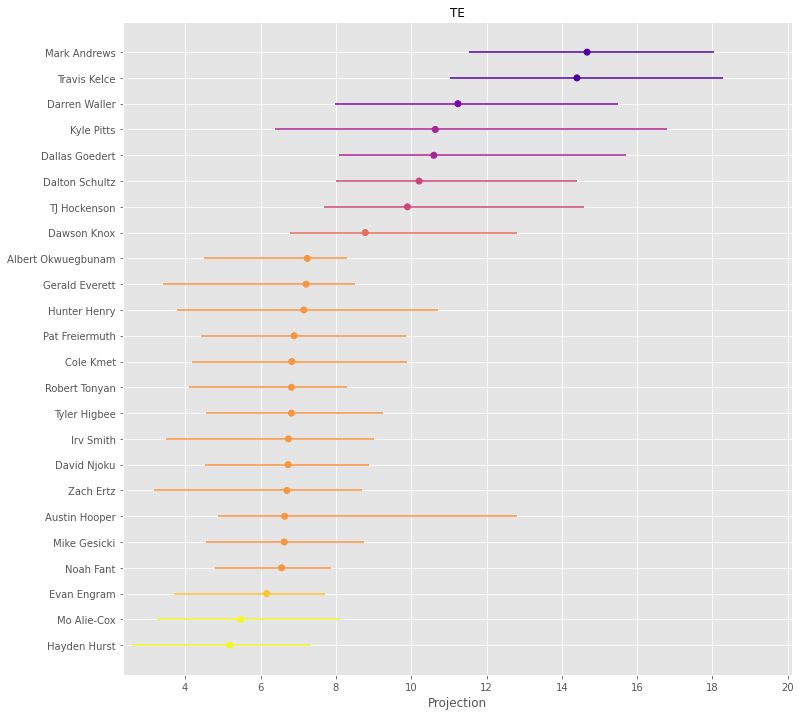 TE
Mark Andrews
Travis Kelce
Darren Waller
Kyle Pitts
Dallas Goedert
Dalton Schultz
TJ Hockenson
Dawson Knox
Albert Okwuegbunam
Gerald Everett
Hunter Henry
Pat Freiermuth
Cole Kmet
Robert Tonyan
Tyler Higbee
Irv Smith
David Njoku
Zach Ertz
Austin Hooper
Mike Gesicki
Noah Fant
Evan Engram
Mo Alie-Cox
Hayden Hurst
4 6 8 10 12 14 16 18 20
Projection